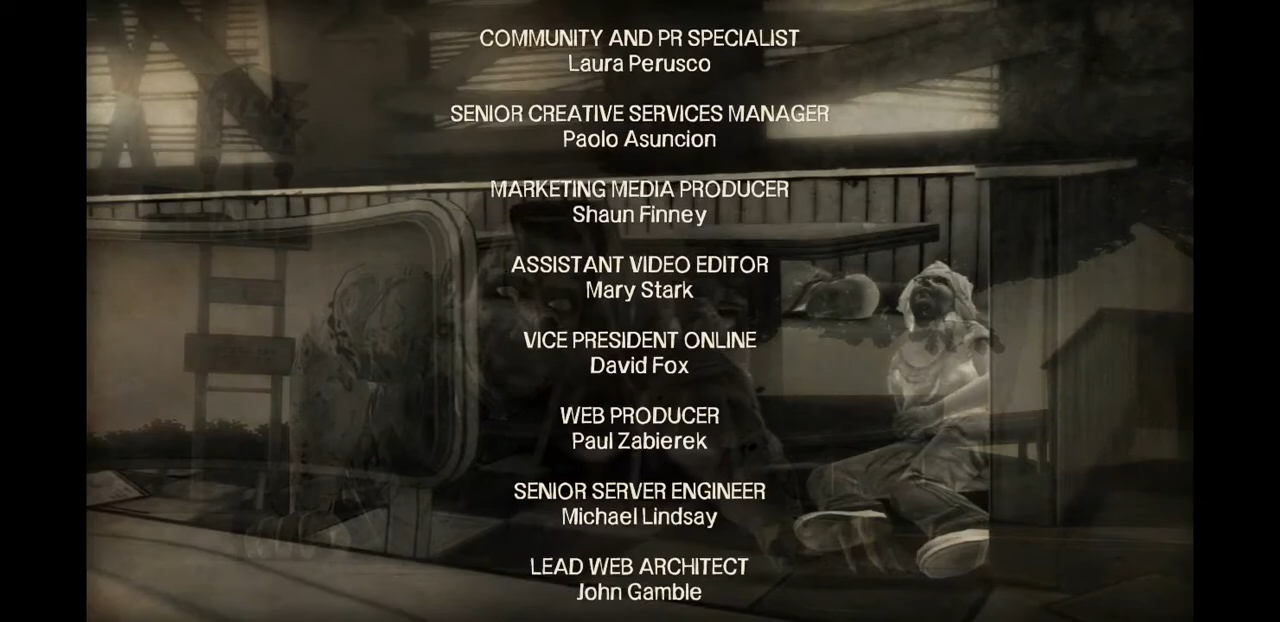 COMMUNITY AND PR SPECIALIST
Laura Perusco
SENIOR CREATIVE SERVICES MANAGER
Paolo Asuncion
MARKETING MEDIA PRODUCER
Shaun Finney
ASSISTANT VIDEO EDITOR
Mary Stark
VICE PRESIDENT ONLINE
David Fox
WEB PRODUCER
Paul Zabierek
SENIOR SERVER ENGINEER
Michael Lindsay
LEAD WEB ARCHITECT
John Gamble